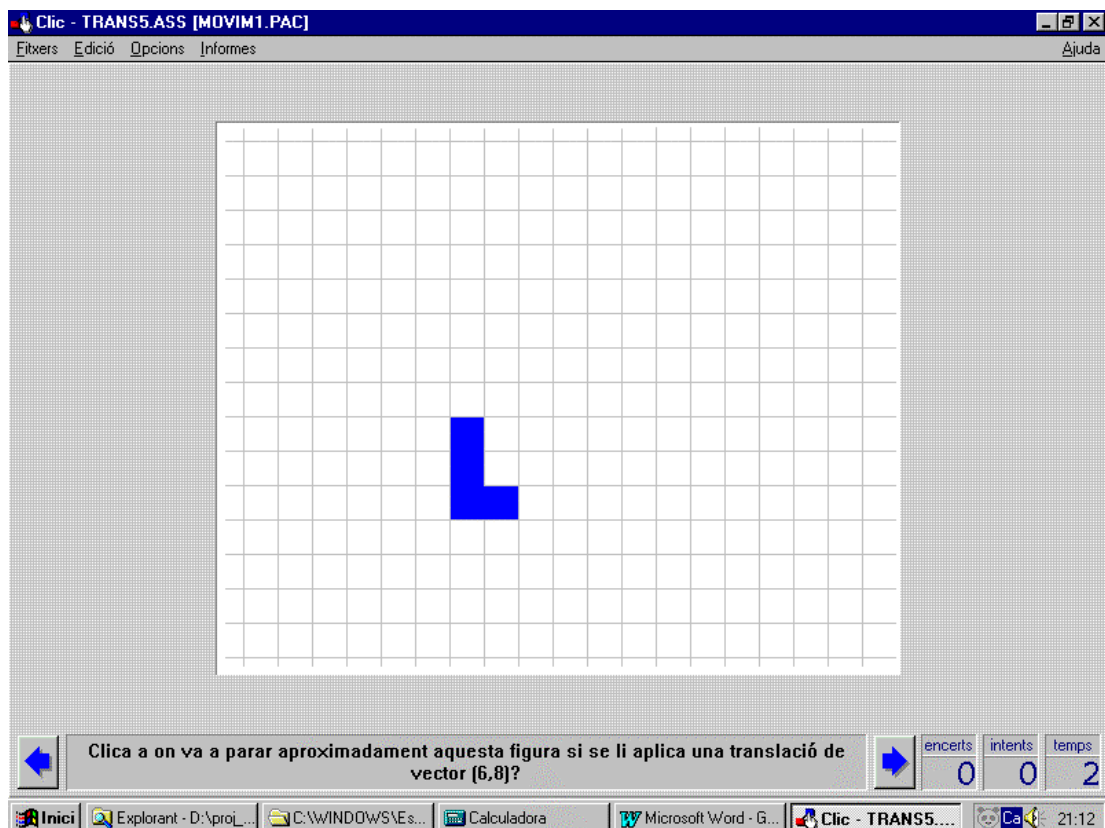 Clic - TRANS5.ASS [MOVIM1.PAC]
Fitxers Edició Opcions Informes Ajuda
Clica a on va a parar aproximadament aquesta figura si se li aplica una translació de
vector (6,8)?
encerts intents temps
0 0 2
Inici Explorant - D:\proj_... C:\WINDOWS\Es... Calculadora Microsoft Word - G... Clic - TRANS5.... Ca 21:12